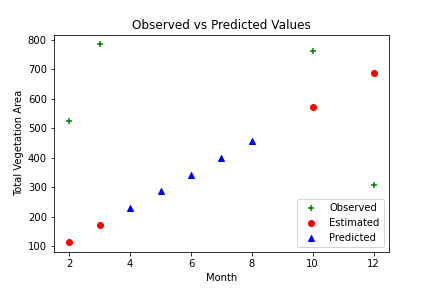 Observed vs Predicted Values
800
700
600
500
400
300
200
100
Total Vegetation Area
Observed
Estimated
Predicted
2 4 6 8 10 12
Month